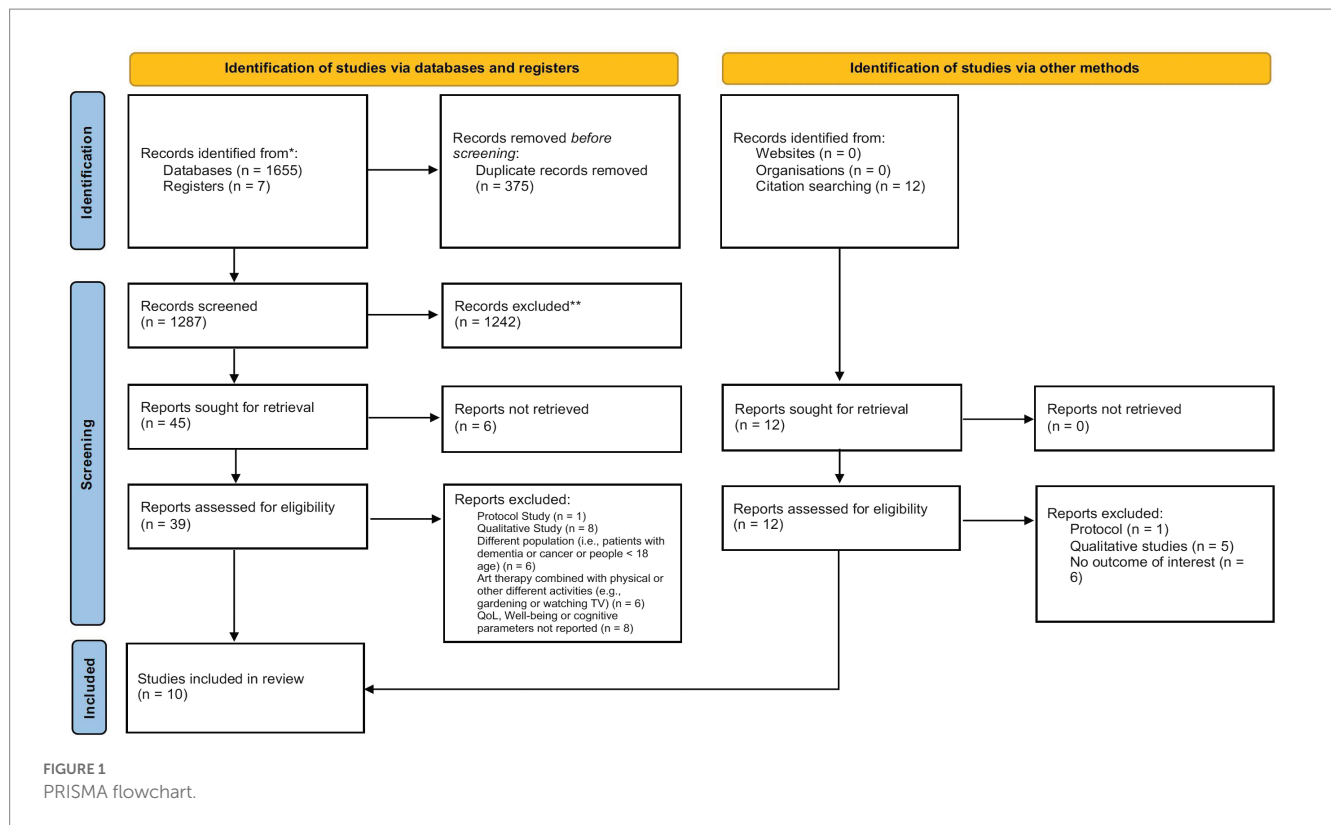 Identification of studies via databases and registers
Identification of studies via other methods
Identification
Records identified from*:
Databases (n = 1655)
Registers (n = 7)
Records removed before
screening:
Duplicate records removed
(n = 375)
Records identified from:
Websites (n = 0)
Organisations (n = 0)
Citation searching (n = 12)
Screening
Records screened
(n = 1287)
Records excluded**
(n = 1242)
Reports sought for retrieval
(n = 45)
Reports not retrieved
(n = 6)
Reports sought for retrieval
(n = 12)
Reports not retrieved
(n = 0)
Reports assessed for eligibility
(n = 39)
Reports excluded:
Protocol Study (n = 1)
Qualitative Study (n = 8)
Different population (i.e., patients with
dementia or cancer or people < 18
age) (n = 6)
Art therapy combined with physical or
other different activities (e.g.,
gardening or watching TV) (n = 6)
QoL, Well-being or cognitive
parameters not reported (n = 8)
Reports assessed for eligibility
(n = 12)
Reports excluded:
Protocol (n = 1)
Qualitative studies (n = 5)
No outcome of interest (n =
6)
Included
Studies included in review
(n = 10)
FIGURE 1
PRISMA flowchart.